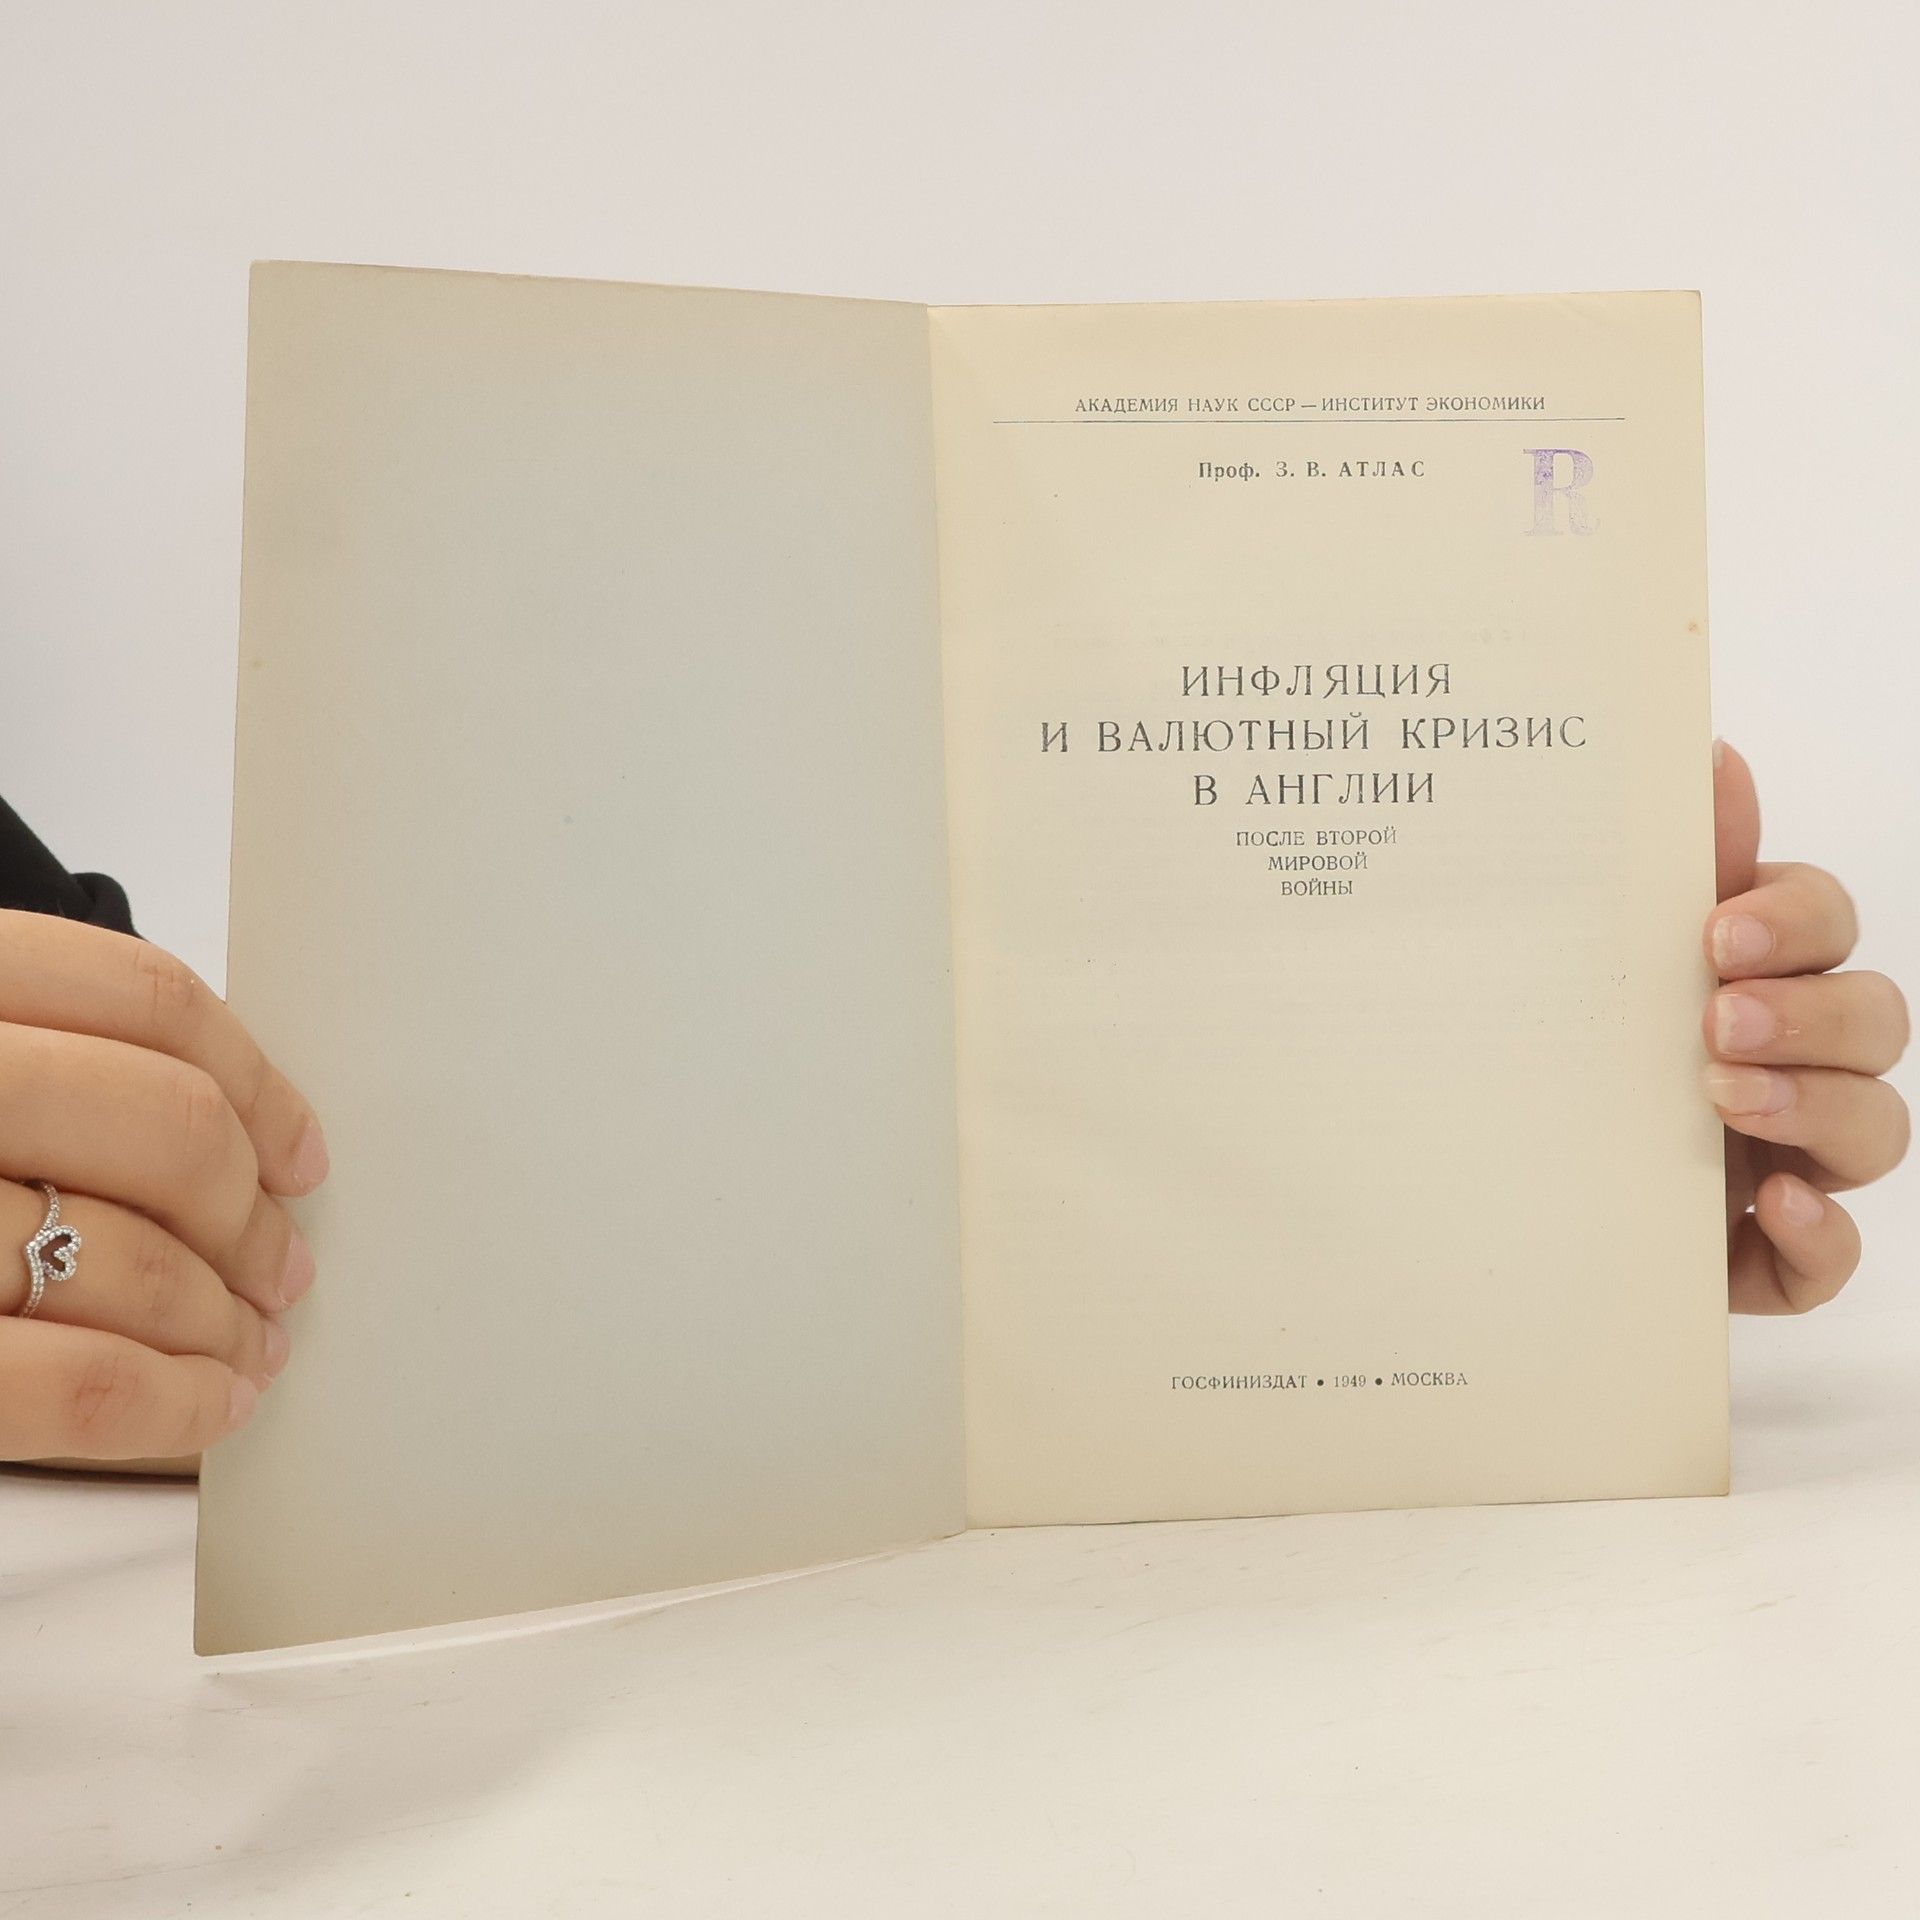 АКАДЕМИЯ НАУК СССР — ИНСТИТУТ ЭКОНОМИКИ
Проф. З. В. АТЛАС
R
ИНФЛЯЦИЯ
И ВАЛЮТНЫЙ КРИЗИС
В АНГЛИИ
ПОСЛЕ ВТОРОЙ
МИРОВОЙ
ВОЙНЫ
ГОСФИНИЗДАТ • 1949 • МОСКВА